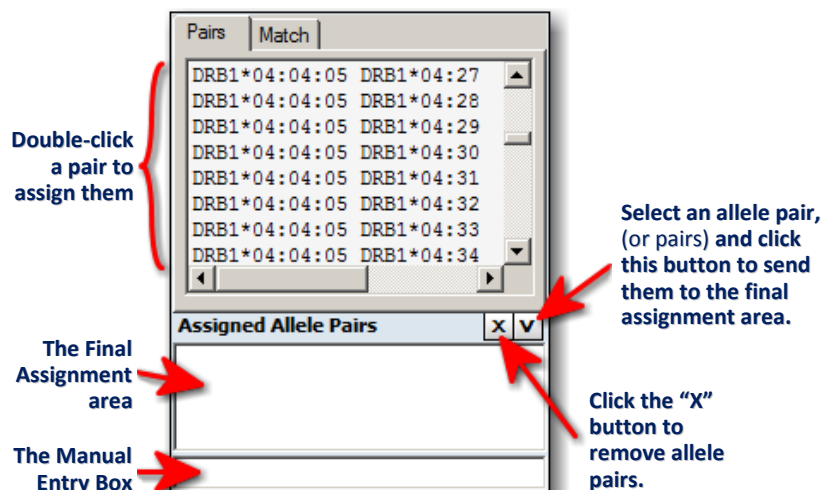 Pairs
Match
DRB1*04:04:05 DRB1*04:27
DRB1*04:04:05 DRB1*04:28
DRB1*04:04:05 DRB1*04:29
DRB1*04:04:05 DRB1*04:30
DRB1*04:04:05 DRB1*04:31
DRB1*04:04:05 DRB1*04:32
DRB1*04:04:05 DRB1*04:33
DRB1*04:04:05 DRB1*04:34
Double-click
a pair to
assign them
Select an allele pair,
(or pairs) and click
this button to send
them to the final
assignment area.
Assigned Allele Pairs
X V
The Final
Assignment
area
Click the “X”
button to
remove allele
pairs.
The Manual
Entry Box